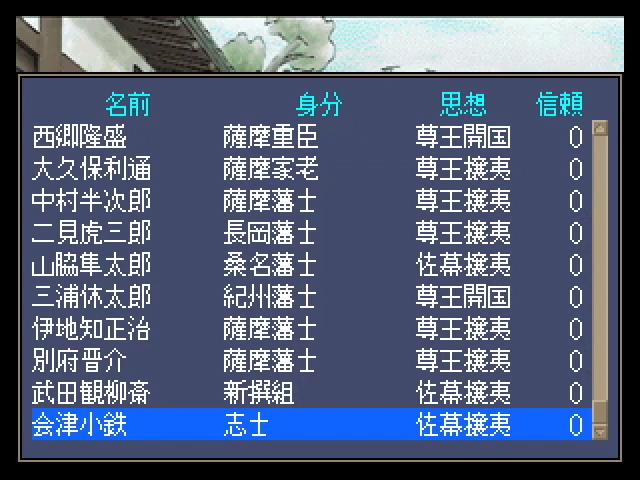 名前 身分 思想 信頼
西郷隆盛 薩摩重臣 尊王開国 0
大久保利通 薩摩家老 尊王攘夷 0
中村半次郎 薩摩藩士 尊王攘夷 0
二見虎三郎 長岡藩士 尊王攘夷 0
山脇隼太郎 桑名藩士 佐幕攘夷 0
三浦休太郎 紀州藩士 尊王開国 0
伊地知正治 薩摩藩士 尊王攘夷 0
別府晋介 薩摩藩士 尊王攘夷 0
武田観柳斎 新撰組 佐幕攘夷 0
会津小鉄 志士 佐幕攘夷 0